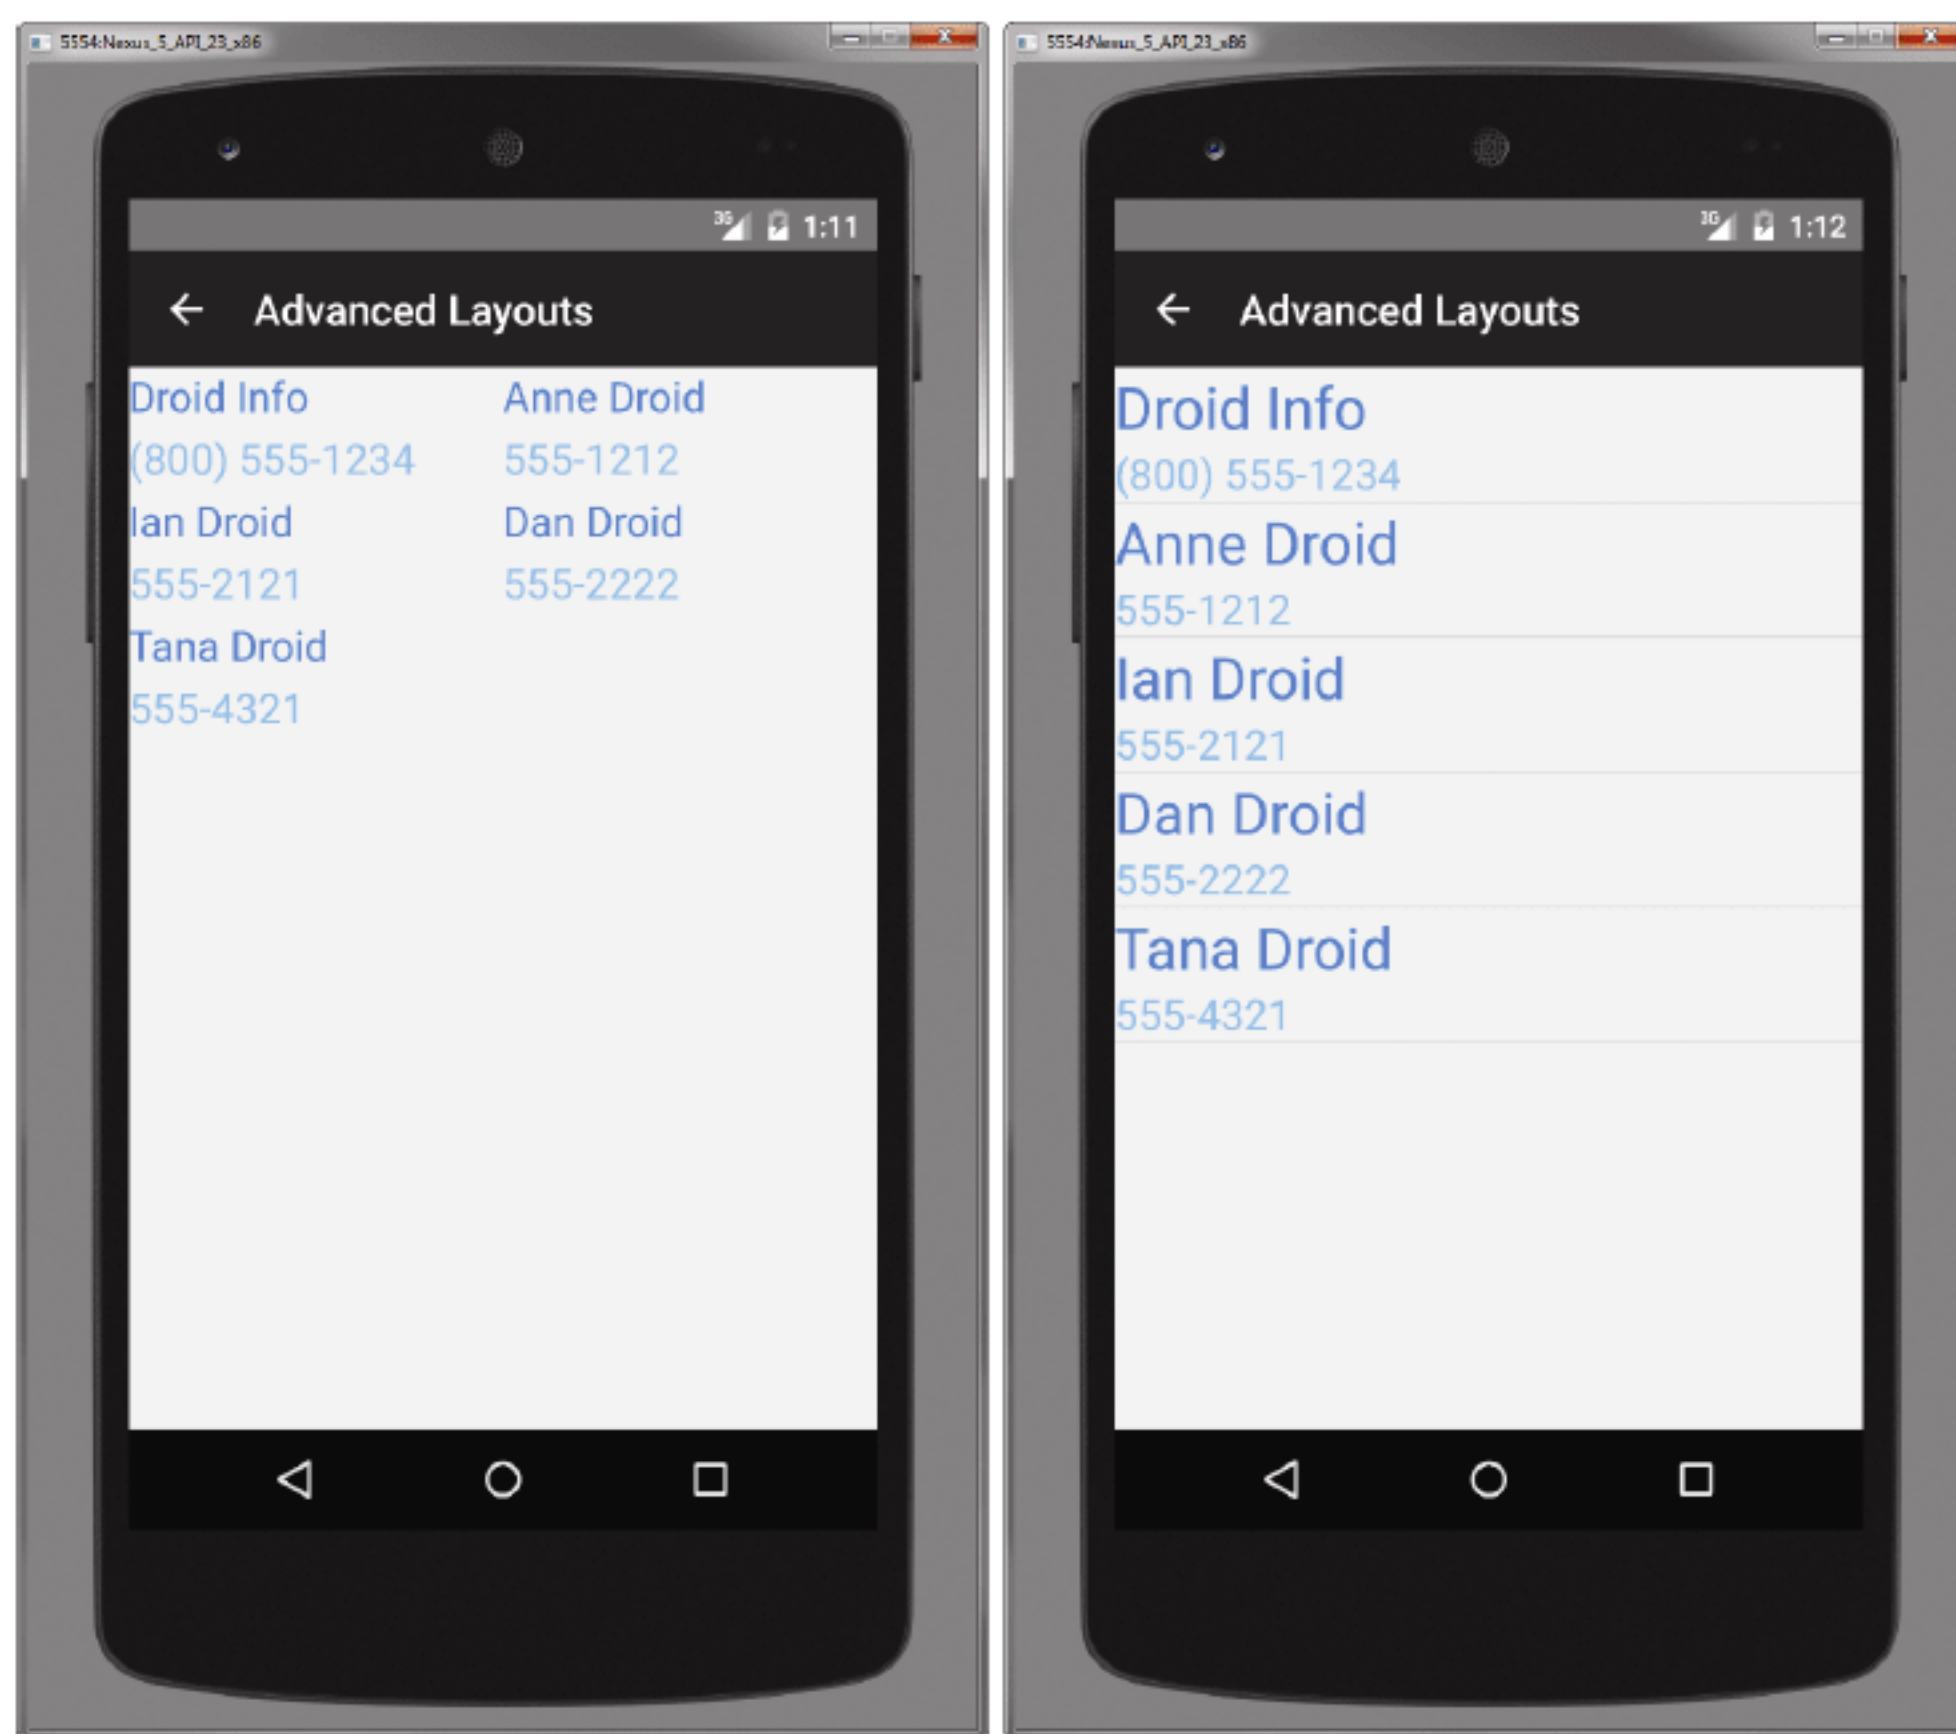 5554:Nexus_5_API_23_x86
3G 1:11
Advanced Layouts
Droid Info Anne Droid
(800) 555-1234 555-1212
Ian Droid Dan Droid
555-2121 555-2222
Tana Droid
555-4321
5554:Nexus_5_API_23_x86
3G 1:12
Advanced Layouts
Droid Info
(800) 555-1234
Anne Droid
555-1212
Ian Droid
555-2121
Dan Droid
555-2222
Tana Droid
555-4321